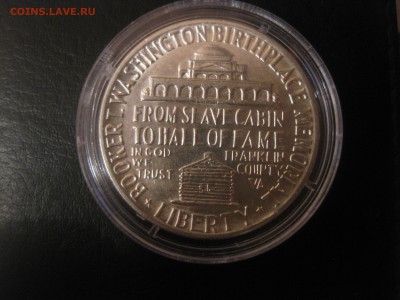 COINS.LAVE.RU
BOOKER T. WASHINGTON BIRTHPLACE MEMORIAL
FROM SLAVE CABIN
TO HALL OF FAME
IN GOD
WE
TRUST
FRANKLIN
COUNTY
VA.
LIBERTY